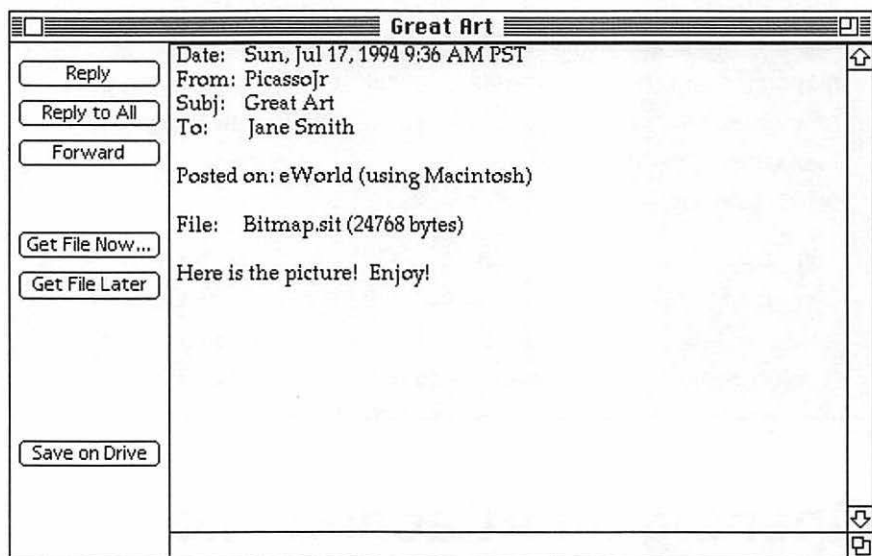 Great Art
Reply
Reply to All
Forward
Get File Now...
Get File Later
Save on Drive
Date: Sun, Jul 17, 1994 9:36 AM PST
From: PicassoJr
Subj: Great Art
To: Jane Smith
Posted on: eWorld (using Macintosh)
File: Bitmap.sit (24768 bytes)
Here is the picture! Enjoy!